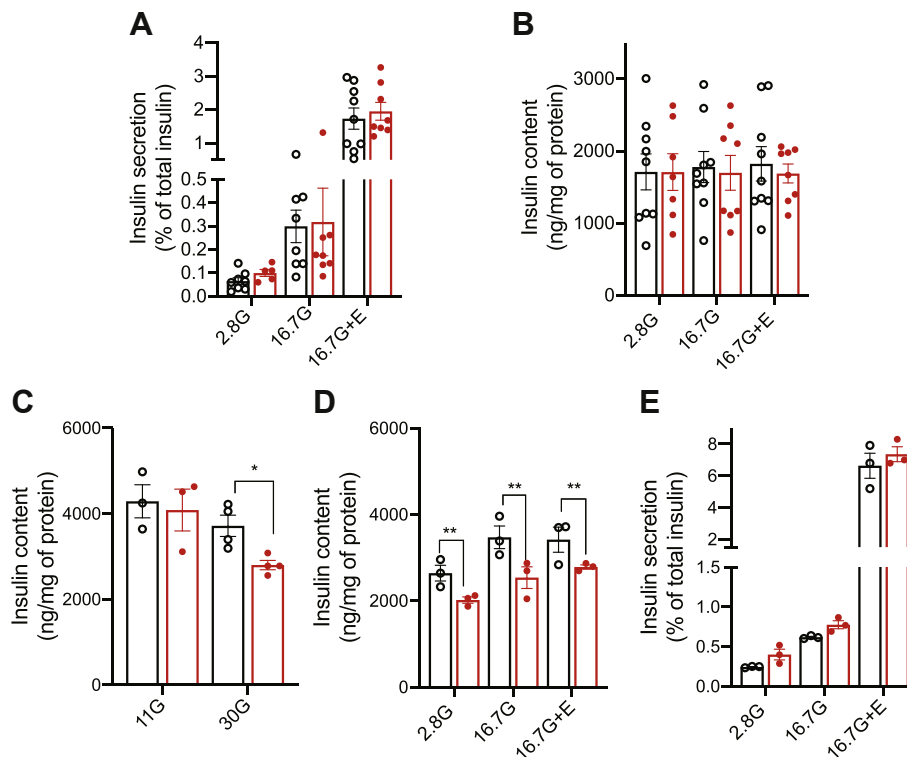 A
Insulin secretion
(% of total insulin)
4
3
2
1
0.5
0.4
0.3
0.2
0.1
0.0
2.8G
16.7G
16.7G+E
B
Insulin content
(ng/mg of protein)
3000
2000
1000
0
2.8G
16.7G
16.7G+E
C
Insulin content
(ng/mg of protein)
6000
4000
2000
0
*
11G
30G
D
Insulin content
(ng/mg of protein)
6000
4000
2000
0
**
**
**
2.8G
16.7G
16.7G+E
E
Insulin secretion
(% of total insulin)
8
6
4
2
1.5
1.0
0.5
0.0
2.8G
16.7G
16.7G+E